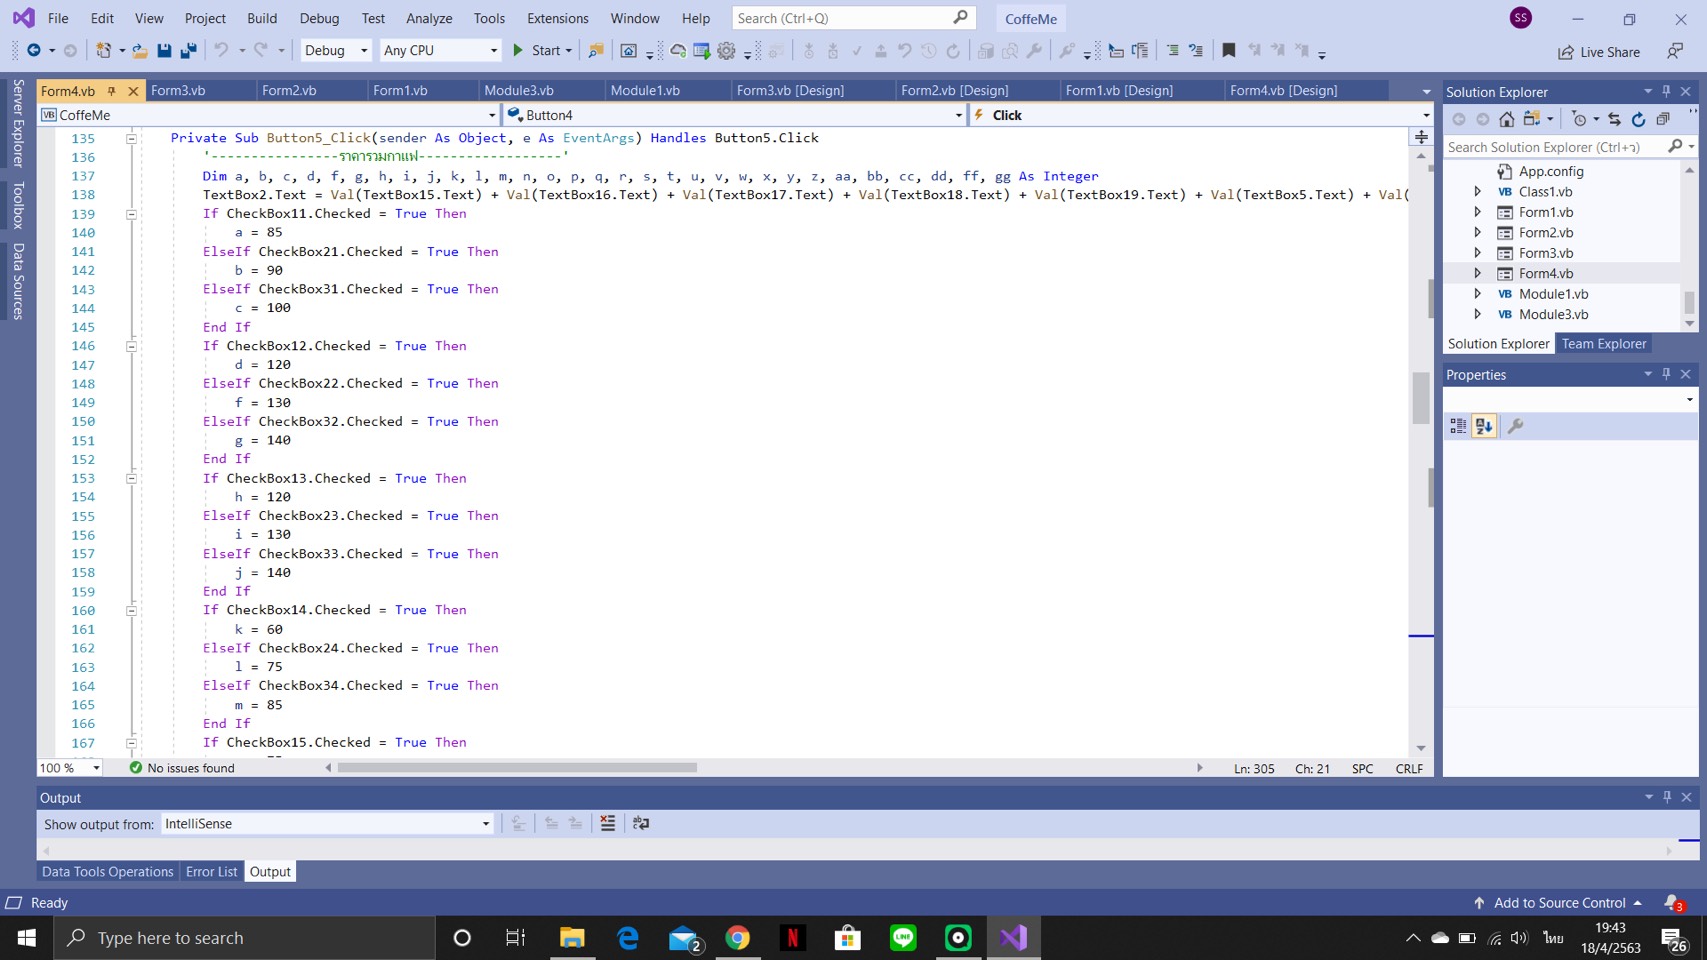 File Edit View Project Build Debug Test Analyze Tools Extensions Window Help Search (Ctrl+Q) CoffeMe SS
Debug Any CPU Start Live Share
Form4.vb Form3.vb Form2.vb Form1.vb Module3.vb Module1.vb Form3.vb [Design] Form2.vb [Design] Form1.vb [Design] Form4.vb [Design]
VB CoffeMe Button4 Click
Server Explorer
Toolbox
Data Sources
135 Private Sub Button5_Click(sender As Object, e As EventArgs) Handles Button5.Click
136 '----------------ราคารวมกาแฟ------------------'
137 Dim a, b, c, d, f, g, h, i, j, k, l, m, n, o, p, q, r, s, t, u, v, w, x, y, z, aa, bb, cc, dd, ff, gg As Integer
138 TextBox2.Text = Val(TextBox15.Text) + Val(TextBox16.Text) + Val(TextBox17.Text) + Val(TextBox18.Text) + Val(TextBox19.Text) + Val(TextBox5.Text) + Val(
139 If CheckBox11.Checked = True Then
140 a = 85
141 ElseIf CheckBox21.Checked = True Then
142 b = 90
143 ElseIf CheckBox31.Checked = True Then
144 c = 100
145 End If
146 If CheckBox12.Checked = True Then
147 d = 120
148 ElseIf CheckBox22.Checked = True Then
149 f = 130
150 ElseIf CheckBox32.Checked = True Then
151 g = 140
152 End If
153 If CheckBox13.Checked = True Then
154 h = 120
155 ElseIf CheckBox23.Checked = True Then
156 i = 130
157 ElseIf CheckBox33.Checked = True Then
158 j = 140
159 End If
160 If CheckBox14.Checked = True Then
161 k = 60
162 ElseIf CheckBox24.Checked = True Then
163 l = 75
164 ElseIf CheckBox34.Checked = True Then
165 m = 85
166 End If
167 If CheckBox15.Checked = True Then
100 % No issues found Ln: 305 Ch: 21 SPC CRLF
Solution Explorer
Search Solution Explorer (Ctrl+ว)
App.config
VB Class1.vb
Form1.vb
Form2.vb
Form3.vb
Form4.vb
VB Module1.vb
VB Module3.vb
Solution Explorer Team Explorer
Properties
Output
Show output from: IntelliSense
Data Tools Operations Error List Output
Ready Add to Source Control 3
Type here to search 2 N LINE ไทย 19:43
18/4/2563 26